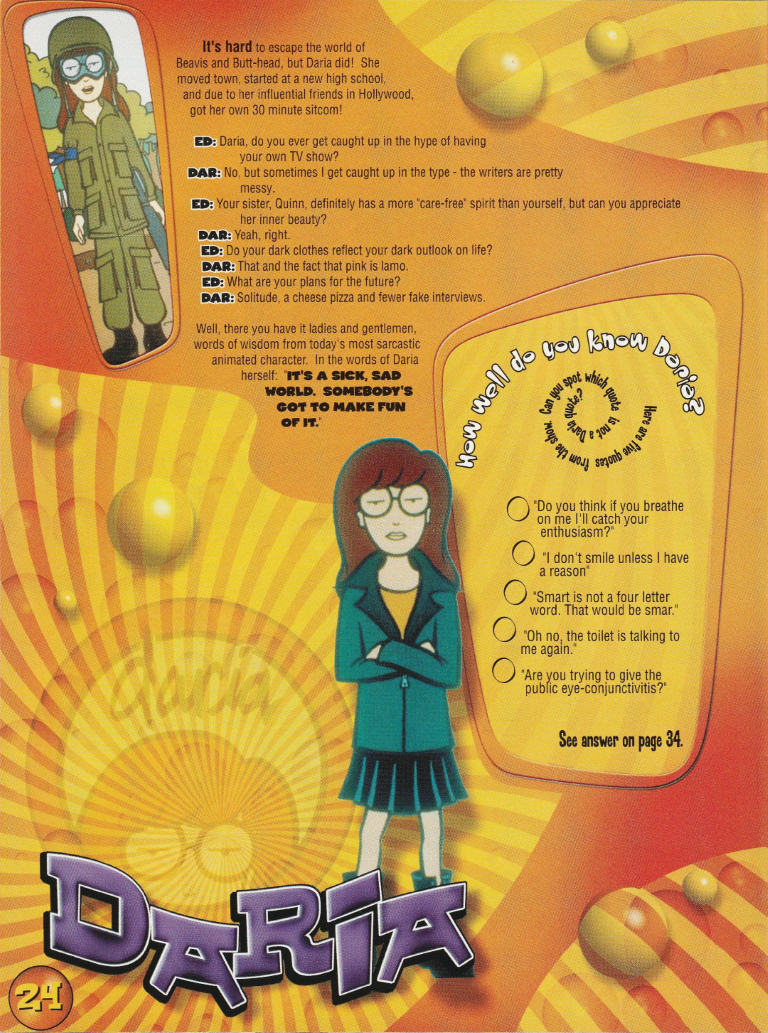 It's hard to escape the world of
Beavis and Butt-head, but Daria did! She
moved town, started at a new high school,
and due to her influential friends in Hollywood,
got her own 30 minute sitcom!
ED: Daria, do you ever get caught up in the hype of having
your own TV show?
DAR: No, but sometimes I get caught up in the type - the writers are pretty
messy.
ED: Your sister, Quinn, definitely has a more "care-free" spirit than yourself, but can you appreciate
her inner beauty?
DAR: Yeah, right.
ED: Do your dark clothes reflect your dark outlook on life?
DAR: That and the fact that pink is lamo.
ED: What are your plans for the future?
DAR: Solitude, a cheese pizza and fewer fake interviews.
Well, there you have it ladies and gentlemen,
words of wisdom from today's most sarcastic
animated character. In the words of Daria
herself: "IT'S A SICK, SAD
WORLD. SOMEBODY'S
GOT TO MAKE FUN
OF IT."
How well do you know Daria?
Here are five quotes from the show. Can you spot which quote is not a Daria quote?
"Do you think if you breathe
on me I'll catch your
enthusiasm?"
"I don't smile unless I have
a reason"
"Smart is not a four letter
word. That would be smar."
"Oh no, the toilet is talking to
me again."
"Are you trying to give the
public eye-conjunctivitis?"
See answer on page 34.
daria
DARIA
24